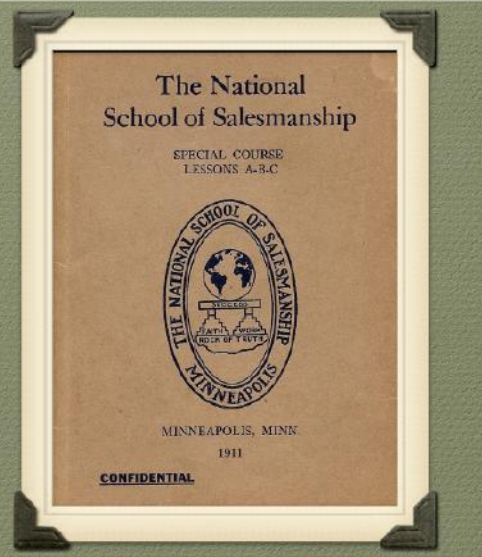 The National
School of Salesmanship
SPECIAL COURSE
LESSONS A-B-C
THE NATIONAL SCHOOL OF SALESMANSHIP
SUCCESS
FAITH WORK
ROCK OF TRUTH
MINNEAPOLIS
MINNEAPOLIS, MINN
1911
CONFIDENTIAL